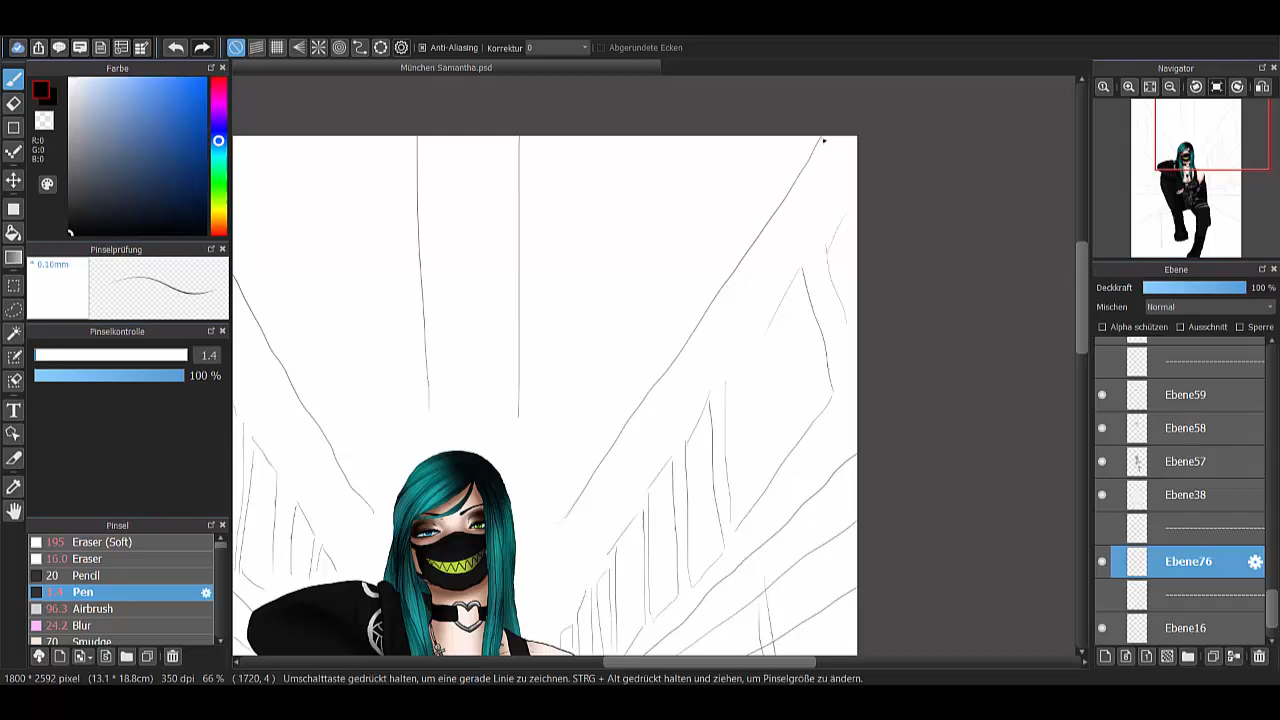 Anti-Aliasing Korrektur 0 Abgerundete Ecken
Farbe
München Samantha.psd
Navigator
R:0
G:0
B:0
Pinselprüfung
* 0.10mm
Pinselkontrolle
1.4
100 %
Pinsel
195 Eraser (Soft)
16.0 Eraser
20 Pencil
1.4 Pen
96.3 Airbrush
24.2 Blur
70 Smudge
Ebene
Deckkraft 100 %
Mischen Normal
Alpha schützen Ausschnitt Sperre
Ebene59
Ebene58
Ebene57
Ebene38
Ebene76
Ebene16
1800 * 2592 pixel (13.1 * 18.8cm) 350 dpi 66 % ( 1720, 4 ) Umschalttaste gedrückt halten, um eine gerade Linie zu zeichnen. STRG + Alt gedrückt halten und ziehen, um Pinselgröße zu ändern.